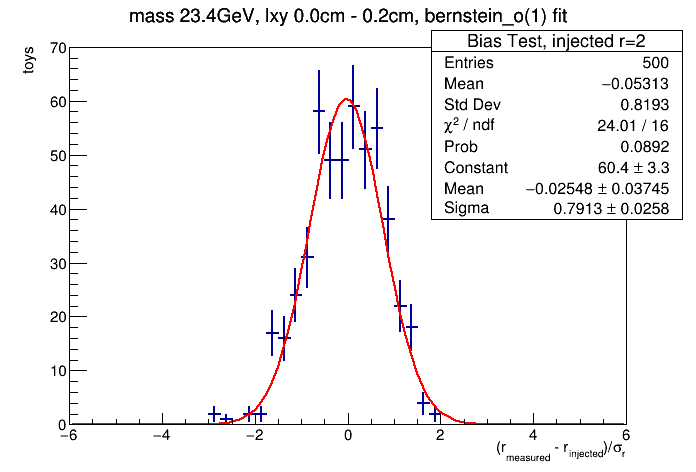 mass 23.4GeV, lxy 0.0cm - 0.2cm, bernstein_o(1) fit
Bias Test, injected r=2
Entries 500
Mean −0.05313
Std Dev 0.8193
χ² / ndf 24.01 / 16
Prob 0.0892
Constant 60.4 ± 3.3
Mean −0.02548 ± 0.03745
Sigma 0.7913 ± 0.0258
toys
70
60
50
40
30
20
10
0
−6 −4 −2 0 2 4 6
(r_measured - r_injected)/σ_r